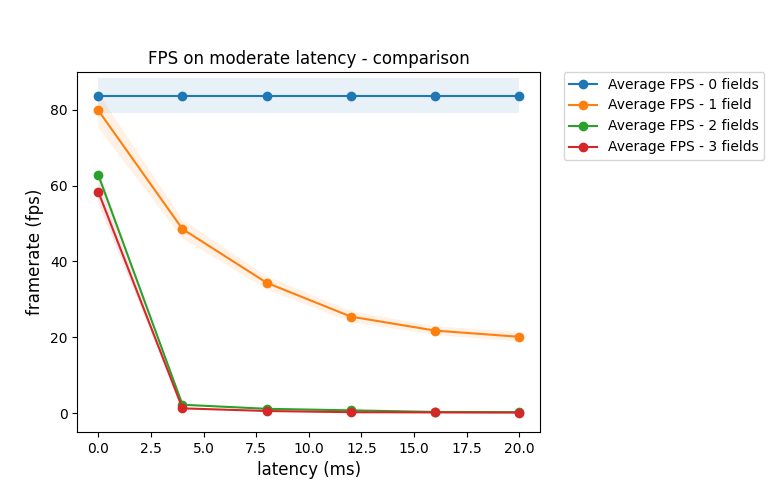 FPS on moderate latency - comparison
Average FPS - 0 fields
Average FPS - 1 field
Average FPS - 2 fields
Average FPS - 3 fields
framerate (fps)
80
60
40
20
0
0.0 2.5 5.0 7.5 10.0 12.5 15.0 17.5 20.0
latency (ms)